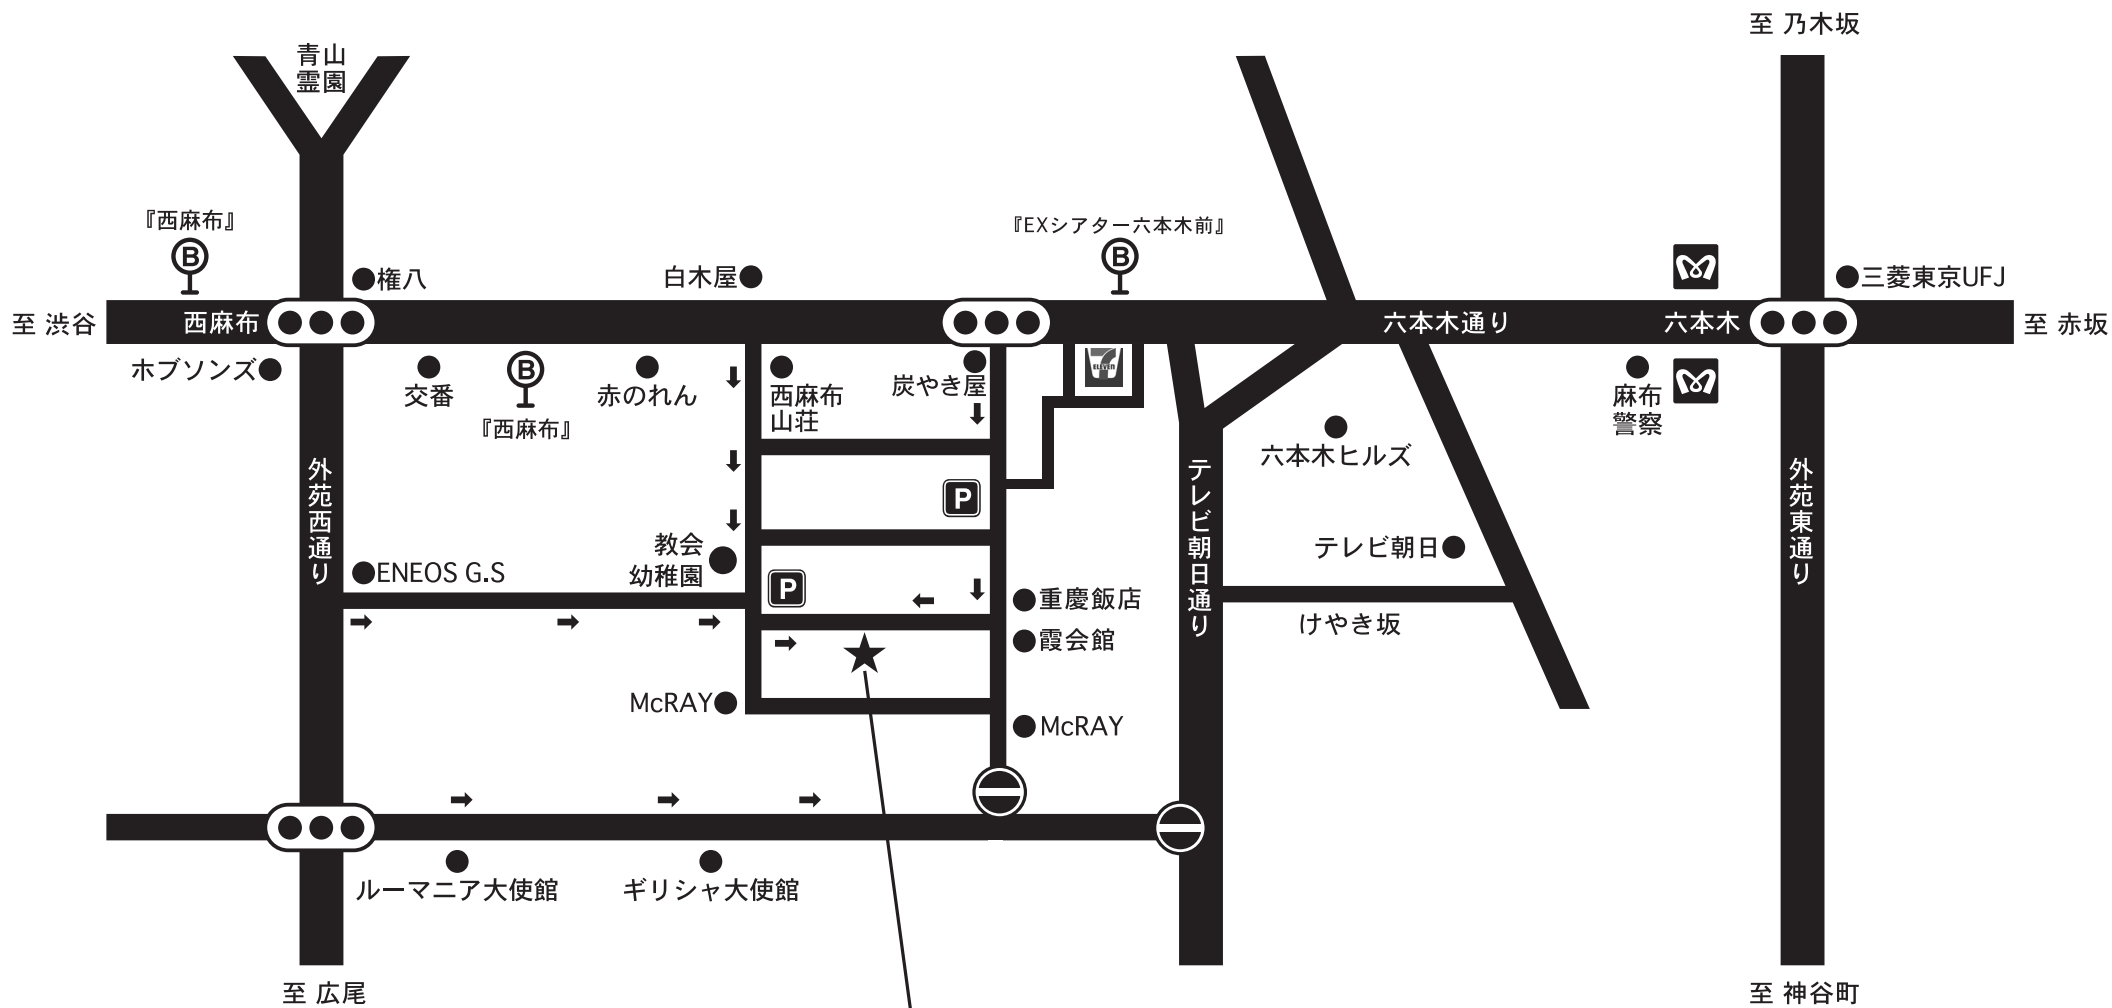 至 乃木坂
青山
霊園
『西麻布』
B
『EXシアター六本木前』
B
権八
白木屋
三菱東京UFJ
至 渋谷
西麻布
六本木通り
六本木
至 赤坂
ホブソンズ
交番
B
『西麻布』
赤のれん
西麻布
山荘
炭やき屋
7
ELEVEN
麻布
警察
六本木ヒルズ
外苑西通り
テレビ朝日通り
外苑東通り
P
教会
幼稚園
テレビ朝日
ENEOS G.S
P
重慶飯店
霞会館
けやき坂
McRAY
McRAY
ルーマニア大使館
ギリシャ大使館
至 広尾
至 神谷町